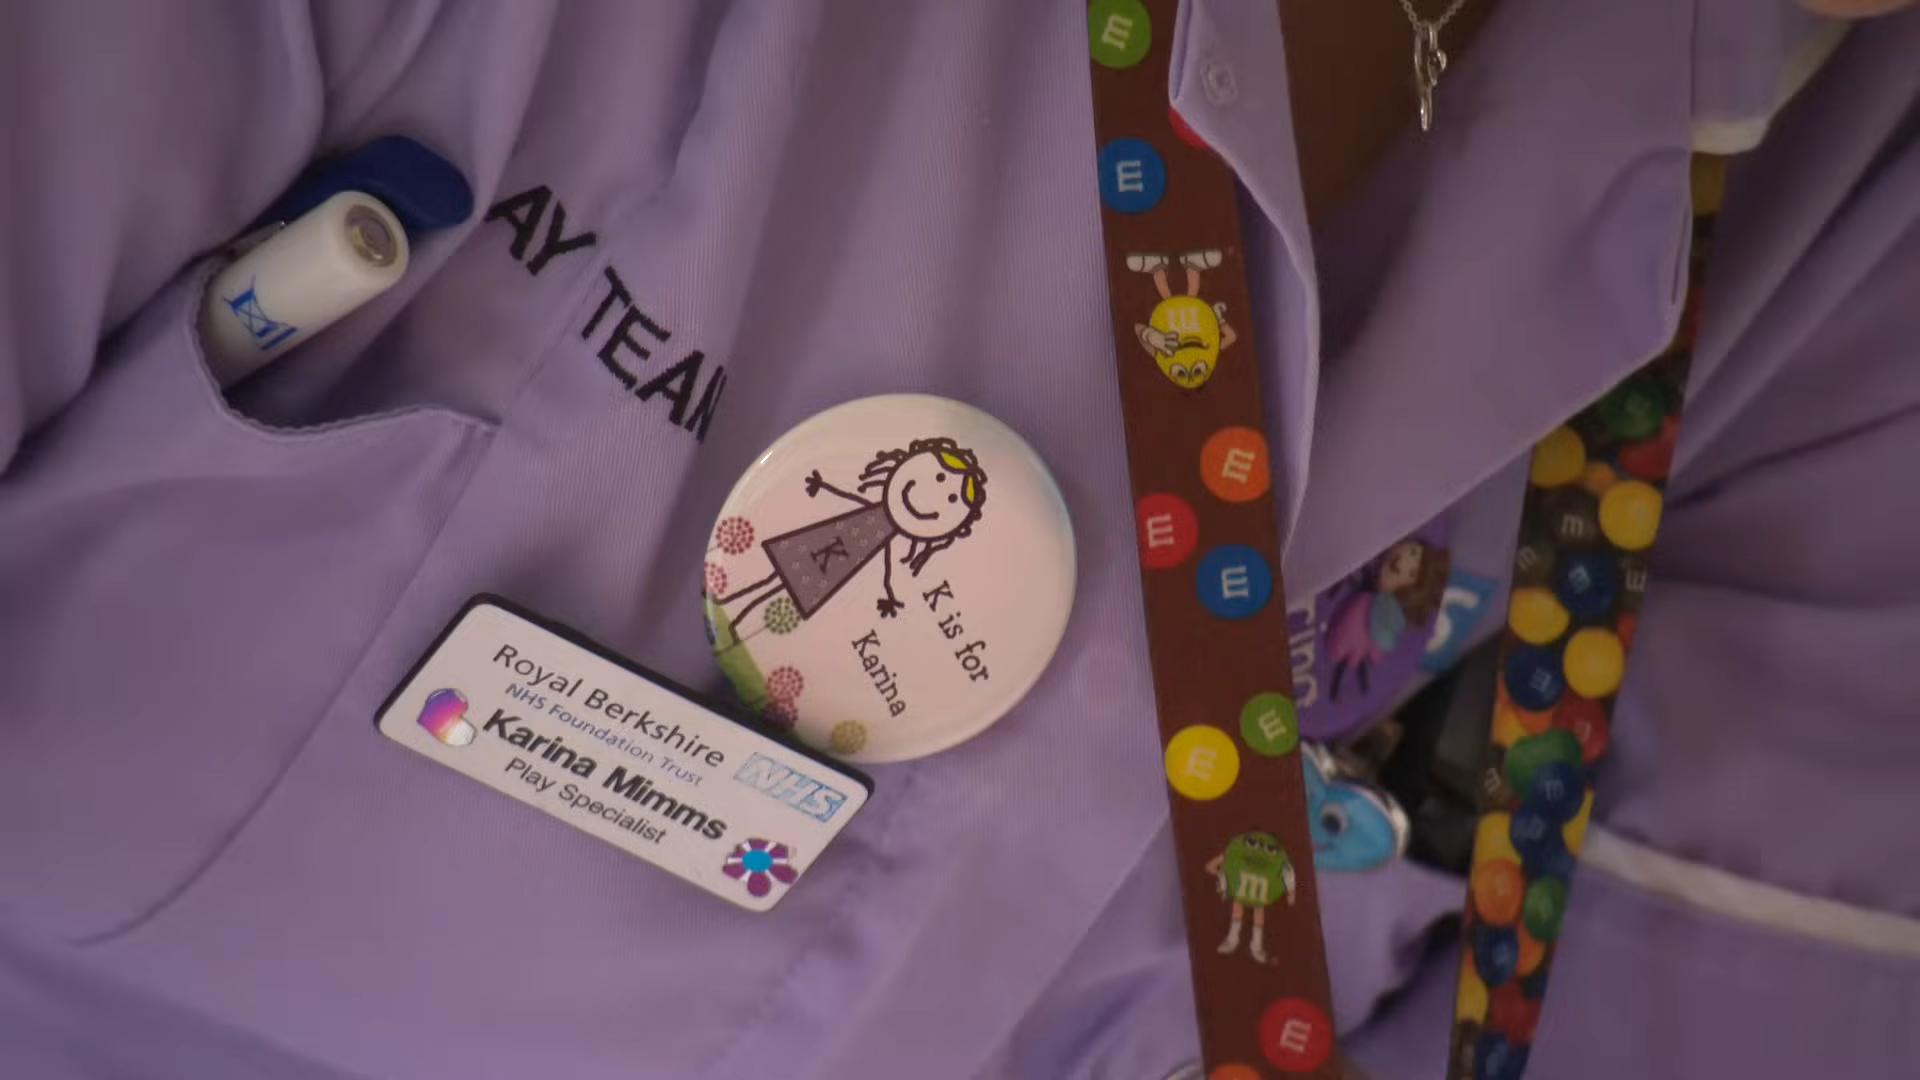 AY TEAM
K
K is for
Karina
Royal Berkshire
NHS Foundation Trust
Karina Mimms
Play Specialist
NHS
m
m
m
m
m
m
m
m
m
m